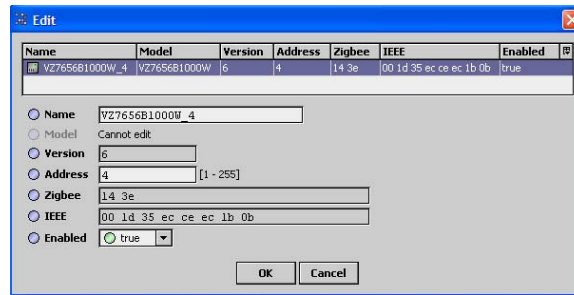 Edit
Name Model Version Address Zigbee IEEE Enabled
VZ7656B1000W_4 VZ7656B1000W 6 4 14 3e 00 1d 35 ec ce ec 1b 0b true
Name VZ7656B1000W_4
Model Cannot edit
Version 6
Address 4 [1 - 255]
Zigbee 14 3e
IEEE 00 1d 35 ec ce ec 1b 0b
Enabled true
OK Cancel